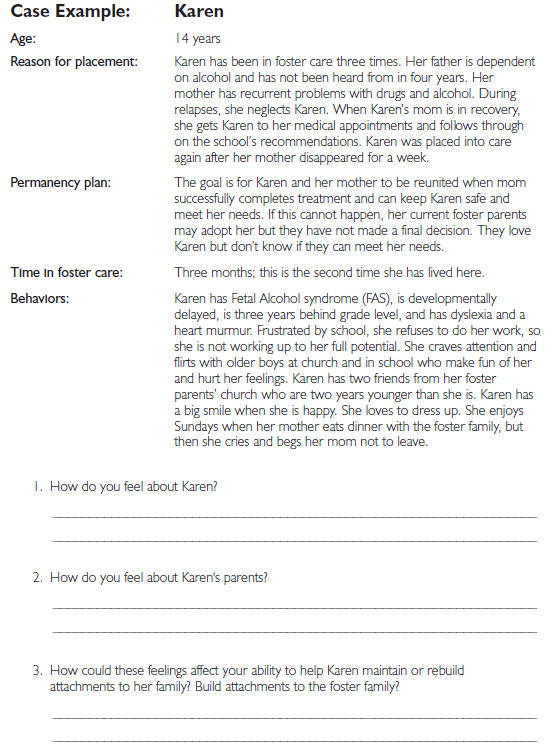 Case Example: Karen
Age: 14 years
Reason for placement: Karen has been in foster care three times. Her father is dependent
on alcohol and has not been heard from in four years. Her
mother has recurrent problems with drugs and alcohol. During
relapses, she neglects Karen. When Karen's mom is in recovery,
she gets Karen to her medical appointments and follows through
on the school's recommendations. Karen was placed into care
again after her mother disappeared for a week.
Permanency plan: The goal is for Karen and her mother to be reunited when mom
successfully completes treatment and can keep Karen safe and
meet her needs. If this cannot happen, her current foster parents
may adopt her but they have not made a final decision. They love
Karen but don't know if they can meet her needs.
Time in foster care: Three months; this is the second time she has lived here.
Behaviors: Karen has Fetal Alcohol syndrome (FAS), is developmentally
delayed, is three years behind grade level, and has dyslexia and a
heart murmur. Frustrated by school, she refuses to do her work, so
she is not working up to her full potential. She craves attention and
flirts with older boys at church and in school who make fun of her
and hurt her feelings. Karen has two friends from her foster
parents' church who are two years younger than she is. Karen has
a big smile when she is happy. She loves to dress up. She enjoys
Sundays when her mother eats dinner with the foster family, but
then she cries and begs her mom not to leave.
1. How do you feel about Karen?
2. How do you feel about Karen's parents?
3. How could these feelings affect your ability to help Karen maintain or rebuild
attachments to her family? Build attachments to the foster family?